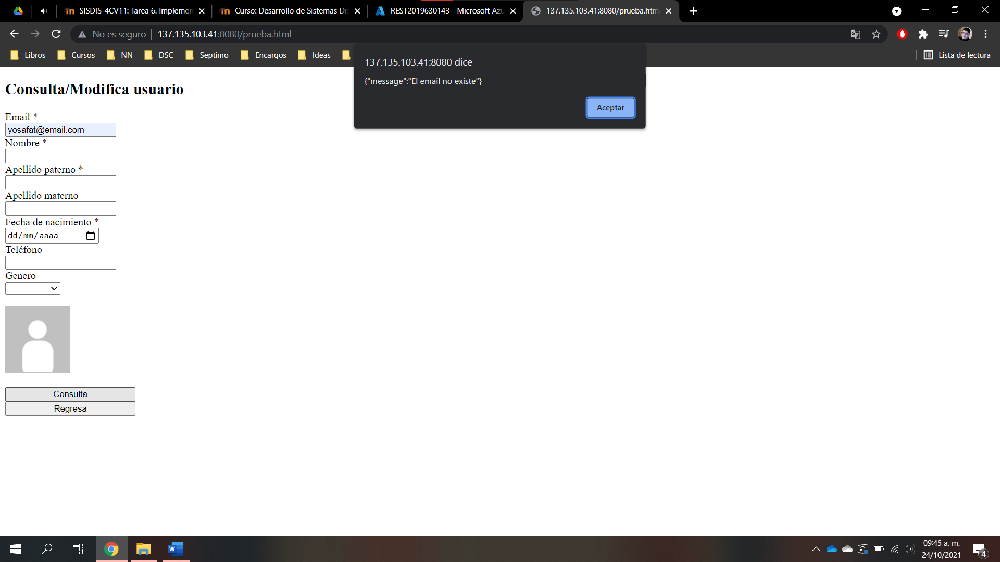 SISDIS-4CV11: Tarea 6. Implemen
Curso: Desarrollo de Sistemas Dis
REST2019630143 - Microsoft Azu
137.135.103.41:8080/prueba.html
No es seguro
137.135.103.41:8080/prueba.html
Libros
Cursos
NN
DSC
Septimo
Encargos
Ideas
Lista de lectura
137.135.103.41:8080 dice
{"message":"El email no existe"}
Aceptar
Consulta/Modifica usuario
Email *
yosafat@email.com
Nombre *
Apellido paterno *
Apellido materno
Fecha de nacimiento *
dd/mm/aaaa
Teléfono
Genero
Consulta
Regresa
09:45 a. m.
24/10/2021
4